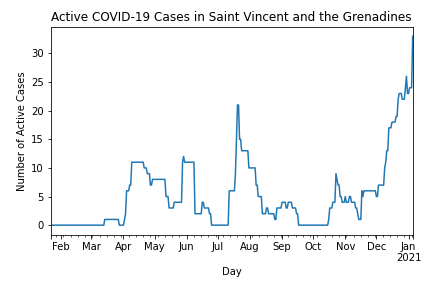 Active COVID-19 Cases in Saint Vincent and the Grenadines
Number of Active Cases
30
25
20
15
10
5
0
Feb Mar Apr May Jun Jul Aug Sep Oct Nov Dec Jan
2021
Day